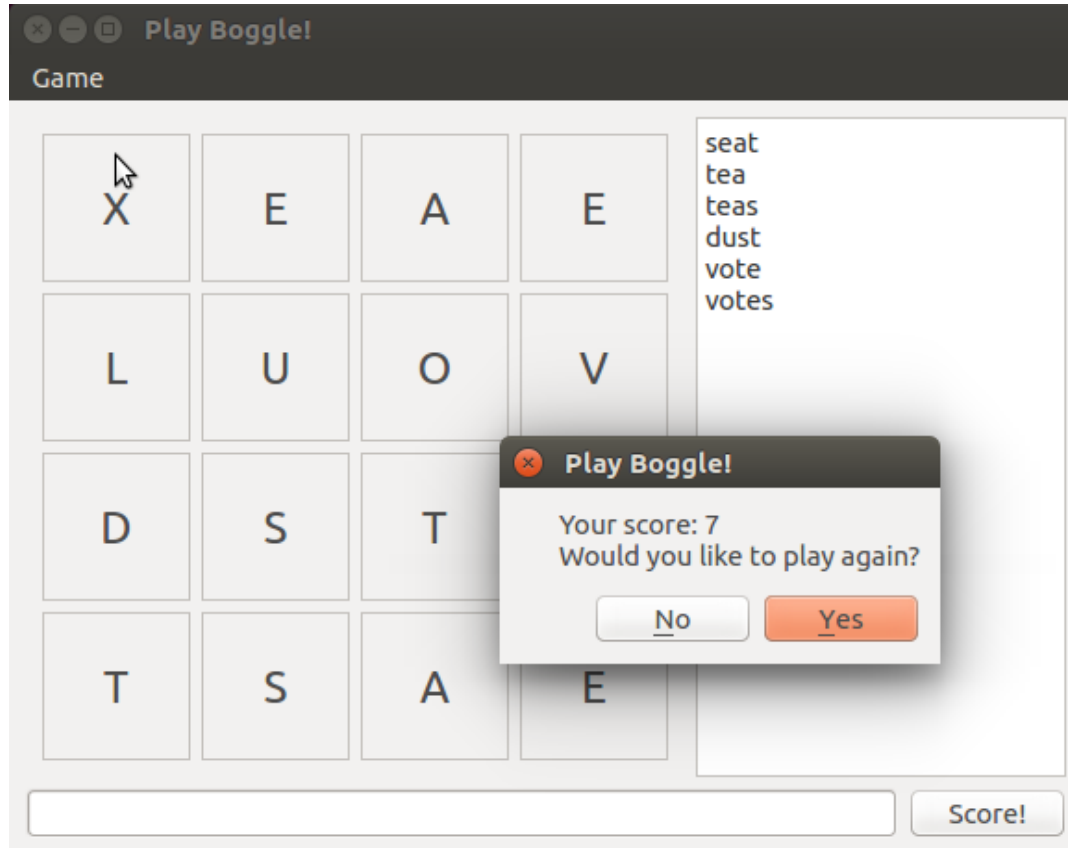 Play Boggle!
Game
X E A E
L U O V
D S T
T S A E
seat
tea
teas
dust
vote
votes
Play Boggle!
Your score: 7
Would you like to play again?
No Yes
Score!